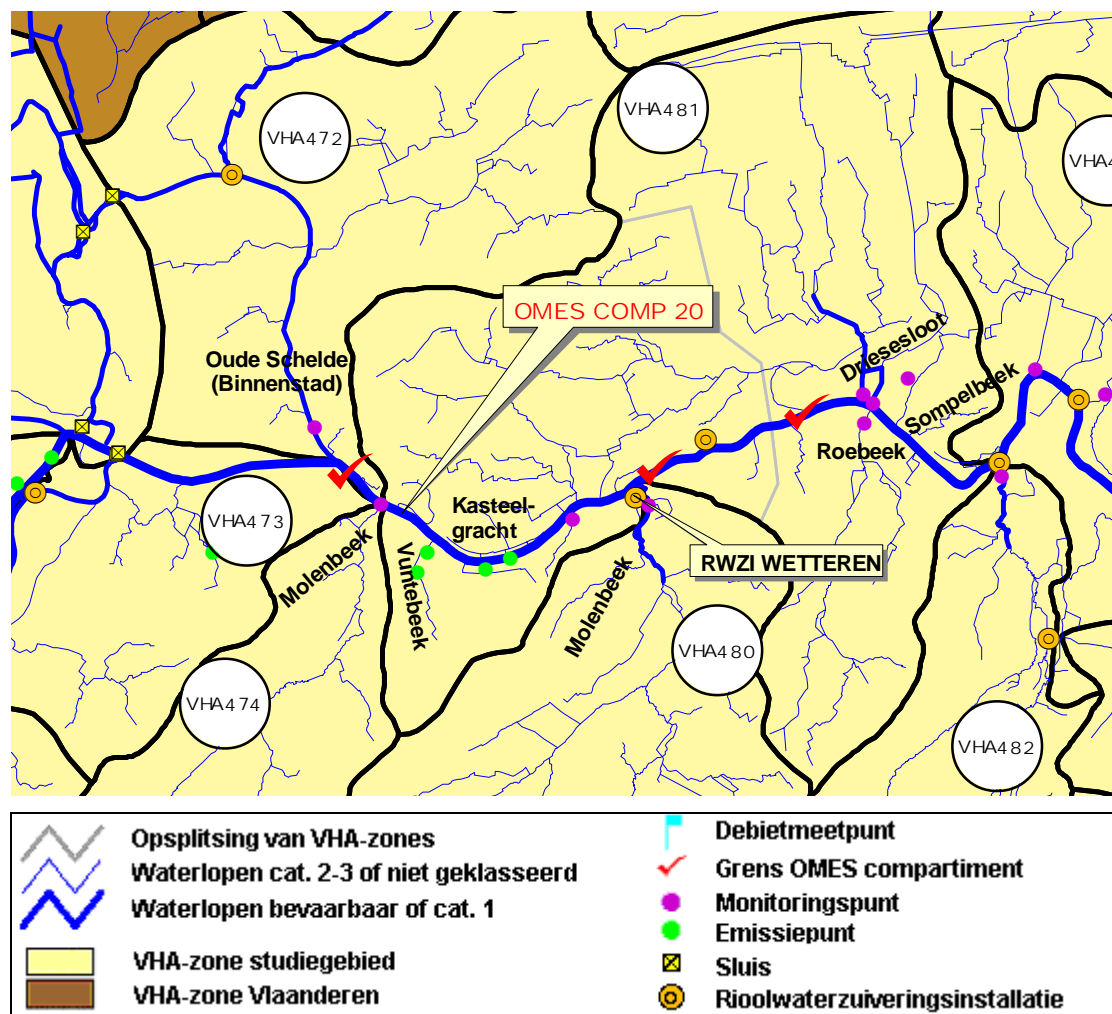 VHA472
VHA481
VHA4
OMES COMP 20
Oude Schelde
(Binnenstad)
Driesesloot
Sompelbeek
Roebeek
Kasteel-
gracht
VHA473
Molenbeek
Vuntebeek
RWZI WETTEREN
Molenbeek
VHA480
VHA474
VHA482
Opsplitsing van VHA-zones
Waterlopen cat. 2-3 of niet geklasseerd
Waterlopen bevaarbaar of cat. 1
VHA-zone studiegebied
VHA-zone Vlaanderen
Debietmeetpunt
Grens OMES compartiment
Monitoringspunt
Emissiepunt
Sluis
Rioolwaterzuiveringsinstallatie